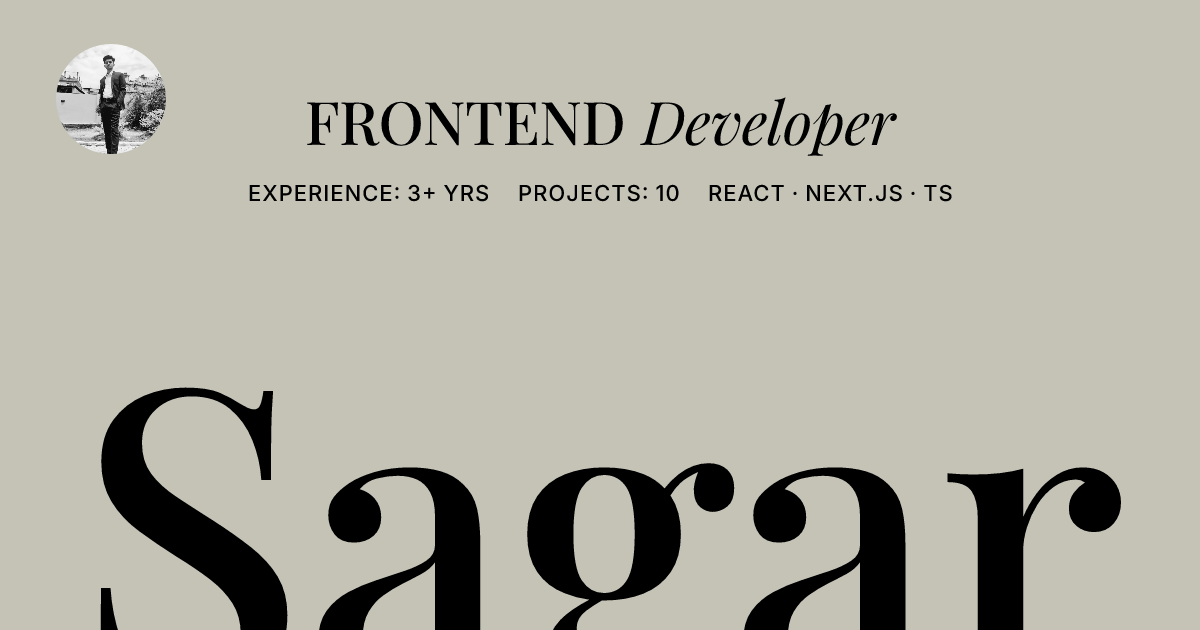 FRONTEND Developer
EXPERIENCE: 3+ YRS PROJECTS: 10 REACT · NEXT.JS · TS
Sagar